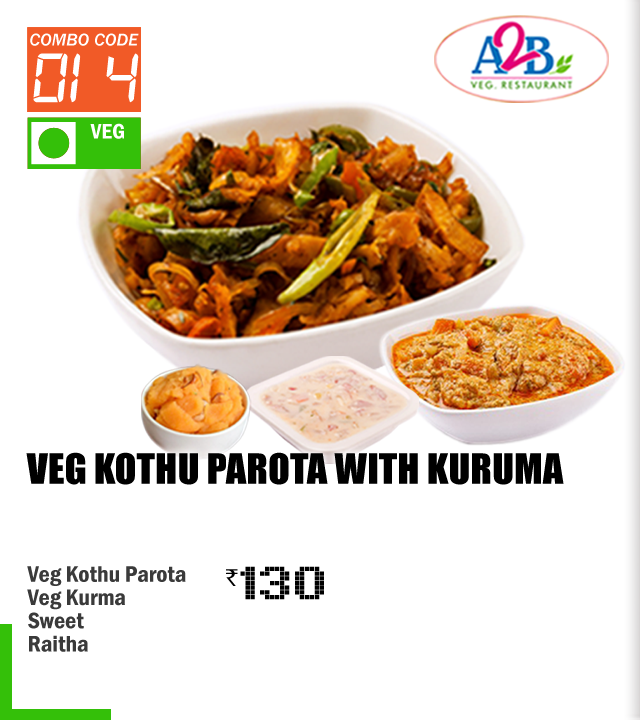 COMBO CODE
014
VEG
A2B
VEG. RESTAURANT
VEG KOTHU PAROTA WITH KURUMA
Veg Kothu Parota
₹130
Veg Kurma
Sweet
Raitha